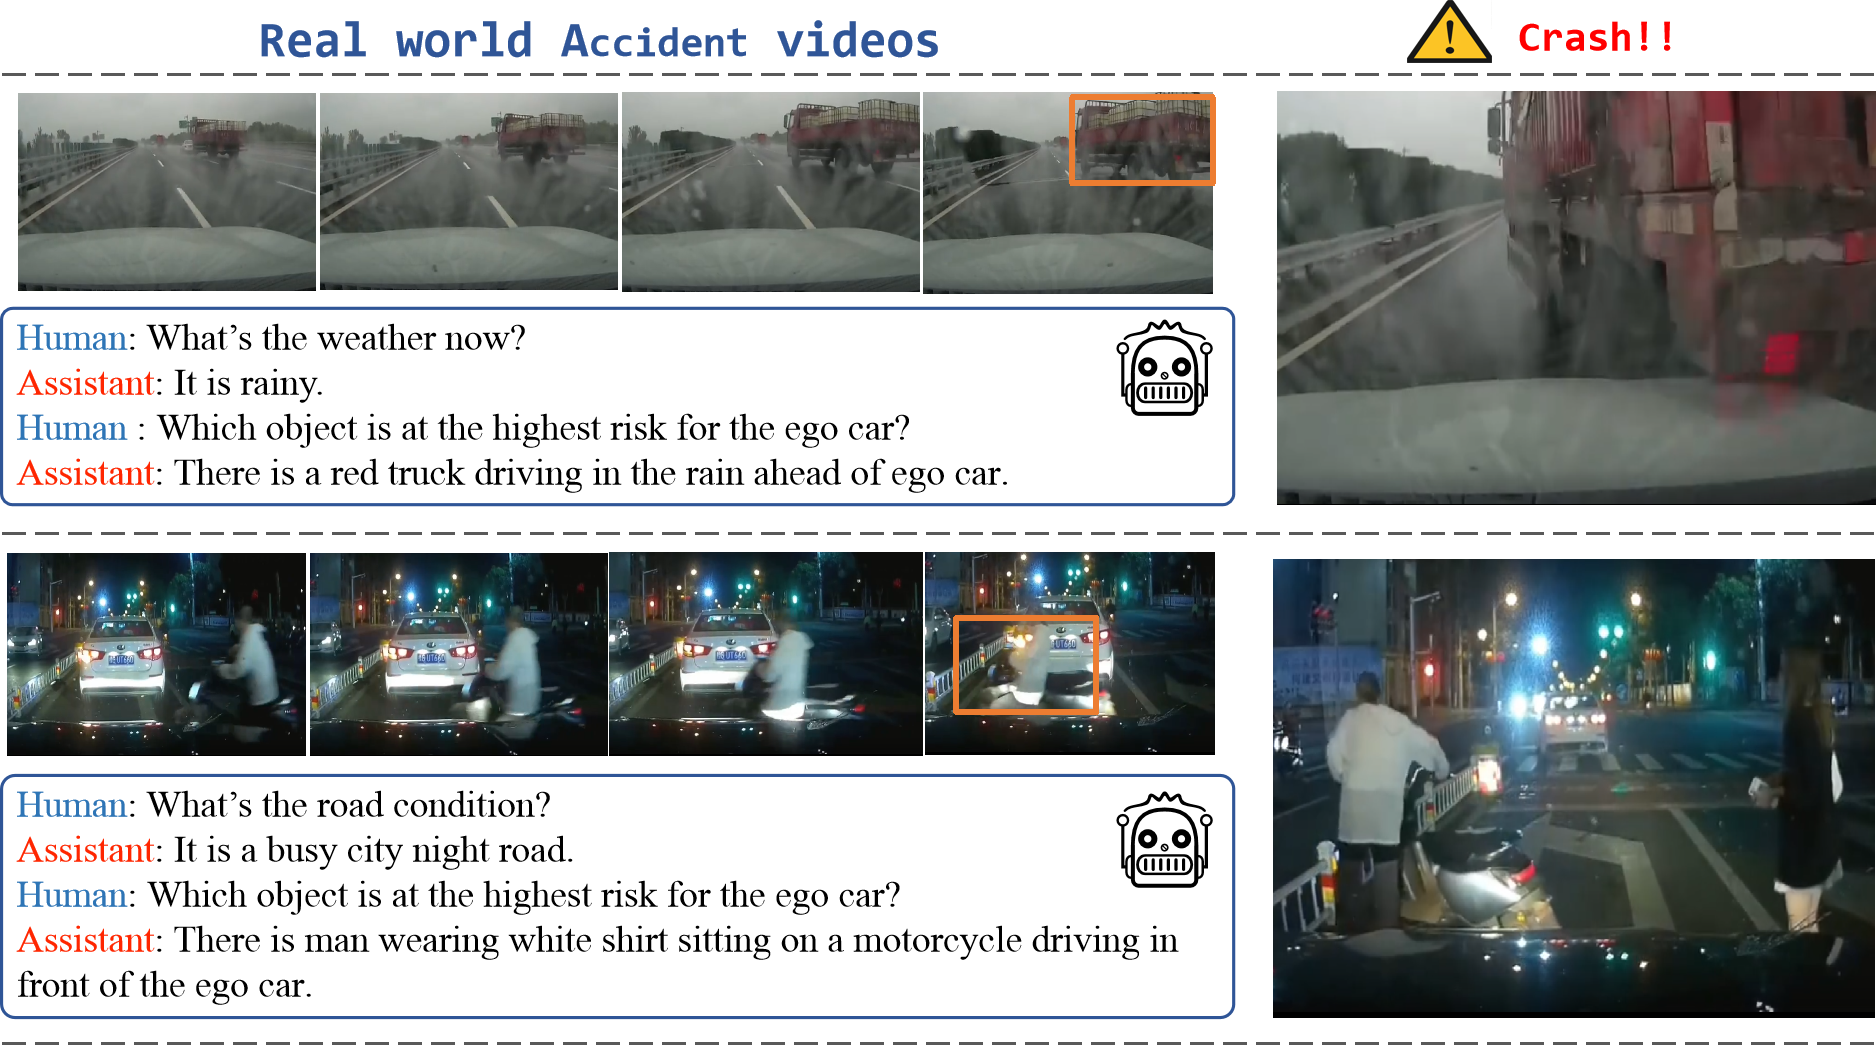 Real world Accident videos
Crash!!
Human: What's the weather now?
Assistant: It is rainy.
Human : Which object is at the highest risk for the ego car?
Assistant: There is a red truck driving in the rain ahead of ego car.
Human: What's the road condition?
Assistant: It is a busy city night road.
Human: Which object is at the highest risk for the ego car?
Assistant: There is man wearing white shirt sitting on a motorcycle driving in
front of the ego car.